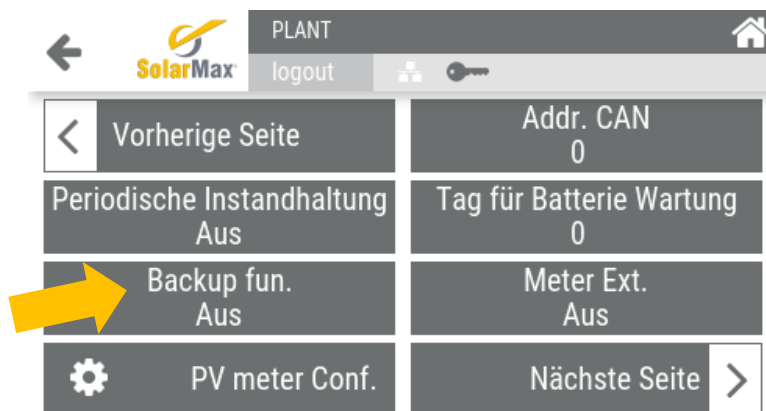 PLANT
SolarMax
logout
Vorherige Seite
Addr. CAN
0
Periodische Instandhaltung
Aus
Tag für Batterie Wartung
0
Backup fun.
Aus
Meter Ext.
Aus
PV meter Conf.
Nächste Seite